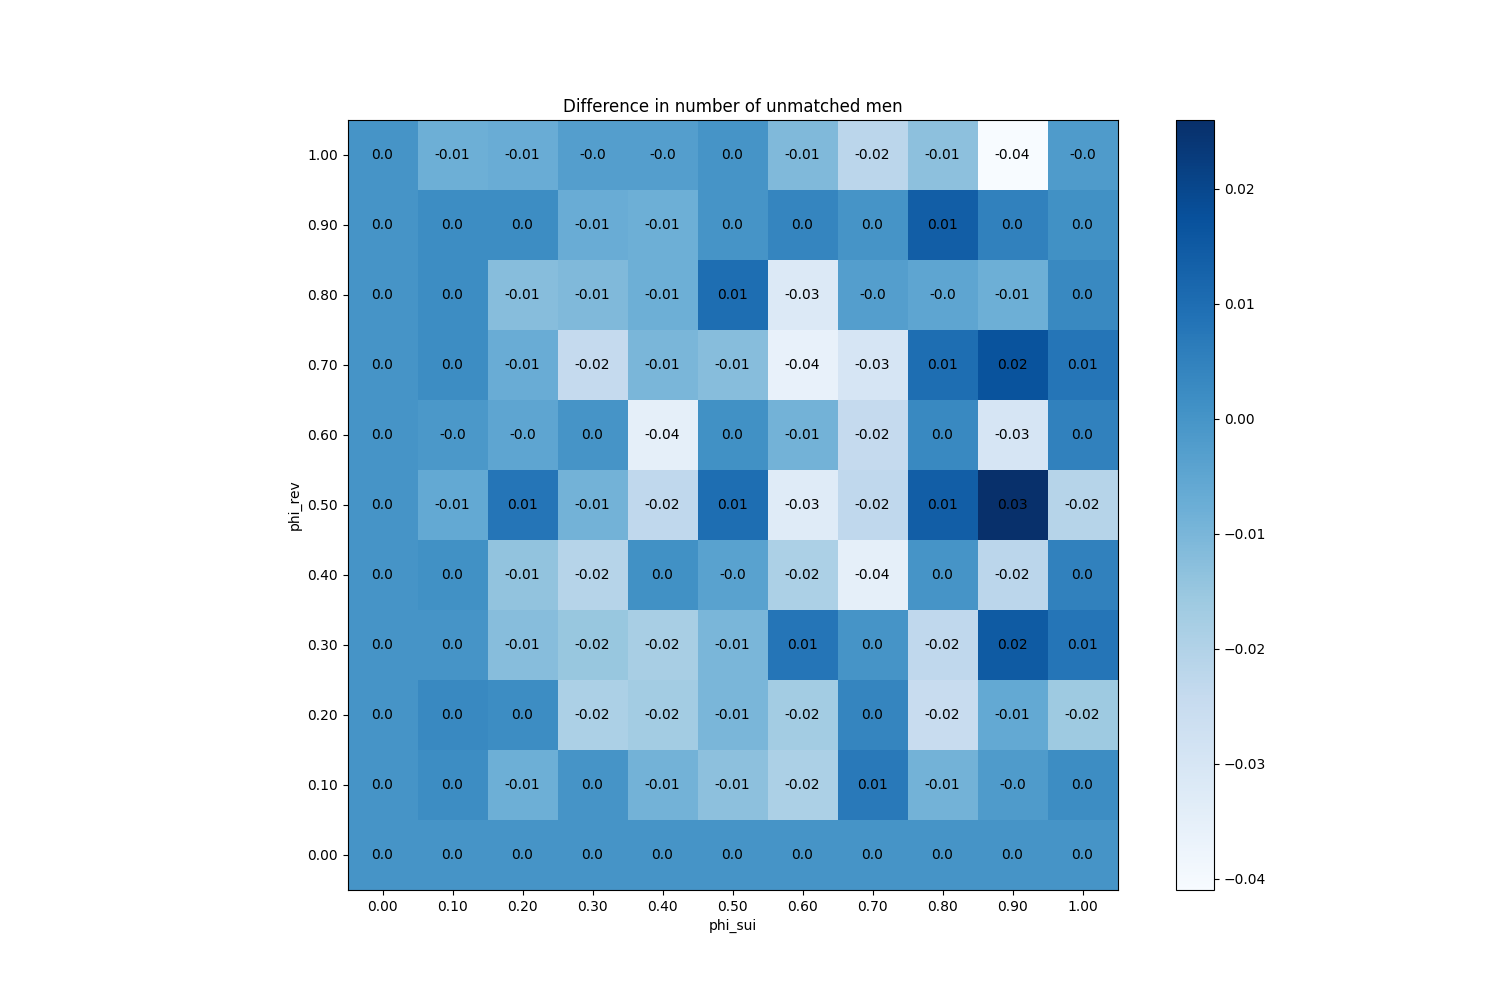 Difference in number of unmatched men
1.00 0.0 -0.01 -0.01 -0.0 -0.0 0.0 -0.01 -0.02 -0.01 -0.04 -0.0
0.90 0.0 0.0 0.0 -0.01 -0.01 0.0 0.0 0.0 0.01 0.0 0.0
0.80 0.0 0.0 -0.01 -0.01 -0.01 0.01 -0.03 -0.0 -0.0 -0.01 0.0
0.70 0.0 0.0 -0.01 -0.02 -0.01 -0.01 -0.04 -0.03 0.01 0.02 0.01
0.60 0.0 -0.0 -0.0 0.0 -0.04 0.0 -0.01 -0.02 0.0 -0.03 0.0
0.50 0.0 -0.01 0.01 -0.01 -0.02 0.01 -0.03 -0.02 0.01 0.03 -0.02
0.40 0.0 0.0 -0.01 -0.02 0.0 -0.0 -0.02 -0.04 0.0 -0.02 0.0
0.30 0.0 0.0 -0.01 -0.02 -0.02 -0.01 0.01 0.0 -0.02 0.02 0.01
0.20 0.0 0.0 0.0 -0.02 -0.02 -0.01 -0.02 0.0 -0.02 -0.01 -0.02
0.10 0.0 0.0 -0.01 0.0 -0.01 -0.01 -0.02 0.01 -0.01 -0.0 0.0
0.00 0.0 0.0 0.0 0.0 0.0 0.0 0.0 0.0 0.0 0.0 0.0
0.00 0.10 0.20 0.30 0.40 0.50 0.60 0.70 0.80 0.90 1.00
phi_sui
phi_rev
0.02
0.01
0.00
−0.01
−0.02
−0.03
−0.04